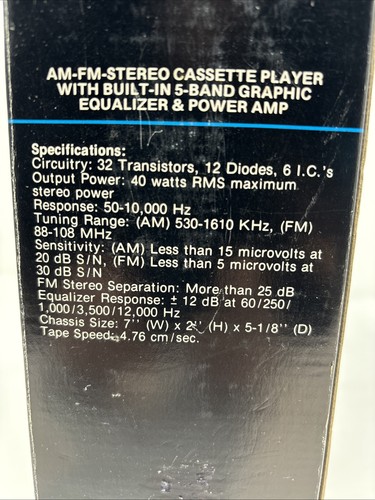 AM-FM-STEREO CASSETTE PLAYER
WITH BUILT-IN 5-BAND GRAPHIC
EQUALIZER & POWER AMP
Specifications:
Circuitry: 32 Transistors, 12 Diodes, 6 I.C.'s
Output Power: 40 watts RMS maximum
stereo power
Response: 50-10,000 Hz
Tuning Range: (AM) 530-1610 KHz, (FM)
88-108 MHz
Sensitivity: (AM) Less than 15 microvolts at
20 dB S/N, (FM) Less than 5 microvolts at
30 dB S/N
FM Stereo Separation: More than 25 dB
Equalizer Response: ± 12 dB at 60/250/
1,000/3,500/12,000 Hz
Chassis Size: 7'' (W) x 2'' (H) x 5-1/8'' (D)
Tape Speed: 4.76 cm/sec.